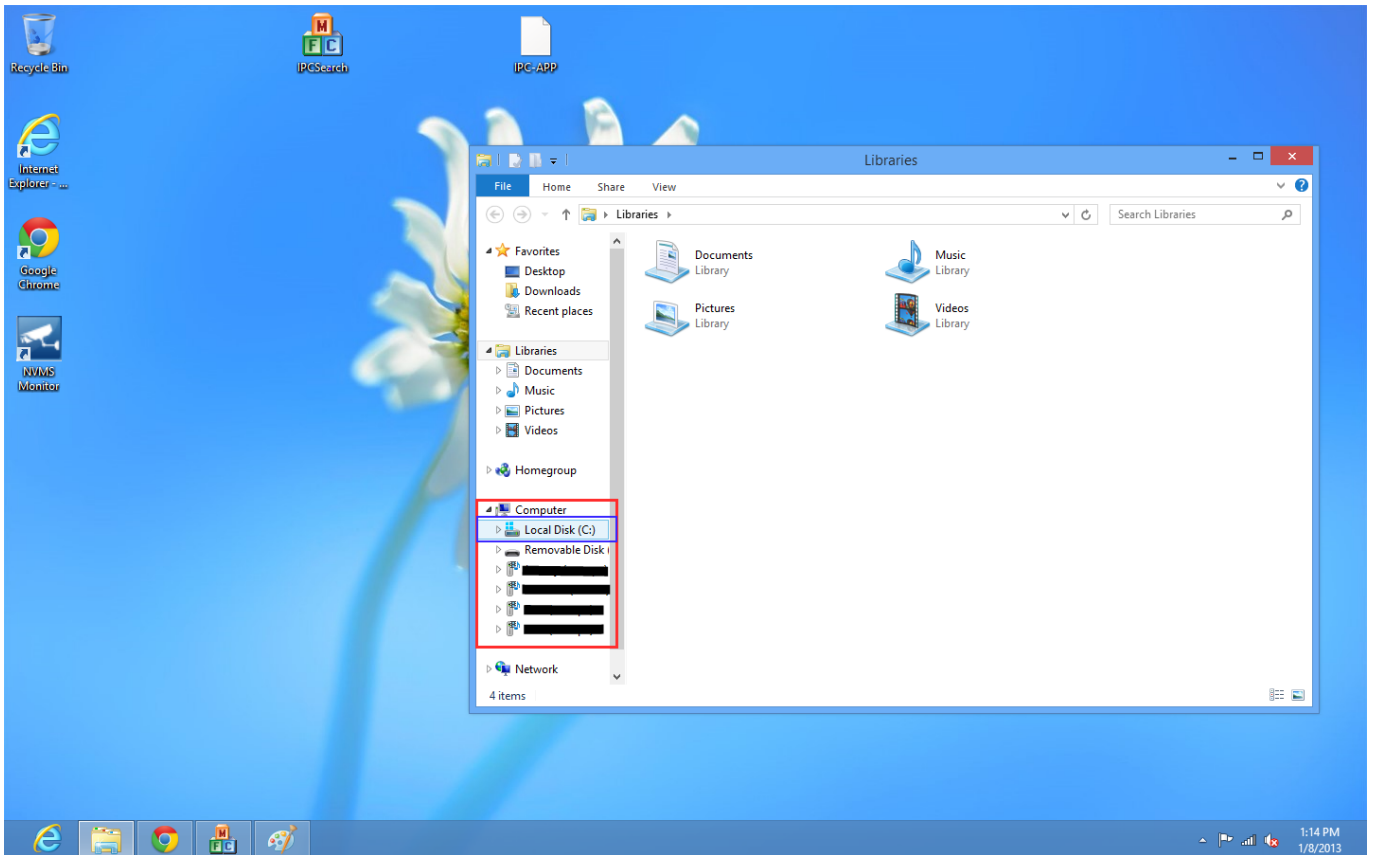 Recycle Bin
IPCSearch
IPC-APP
Internet
Explorer - ...
Google
Chrome
NVMS
Monitor
Libraries
File Home Share View
Libraries
Search Libraries
Favorites
Desktop
Downloads
Recent places
Libraries
Documents
Music
Pictures
Videos
Homegroup
Computer
Local Disk (C:)
Removable Disk (
Network
Documents
Library
Music
Library
Pictures
Library
Videos
Library
4 items
1:14 PM
1/8/2013